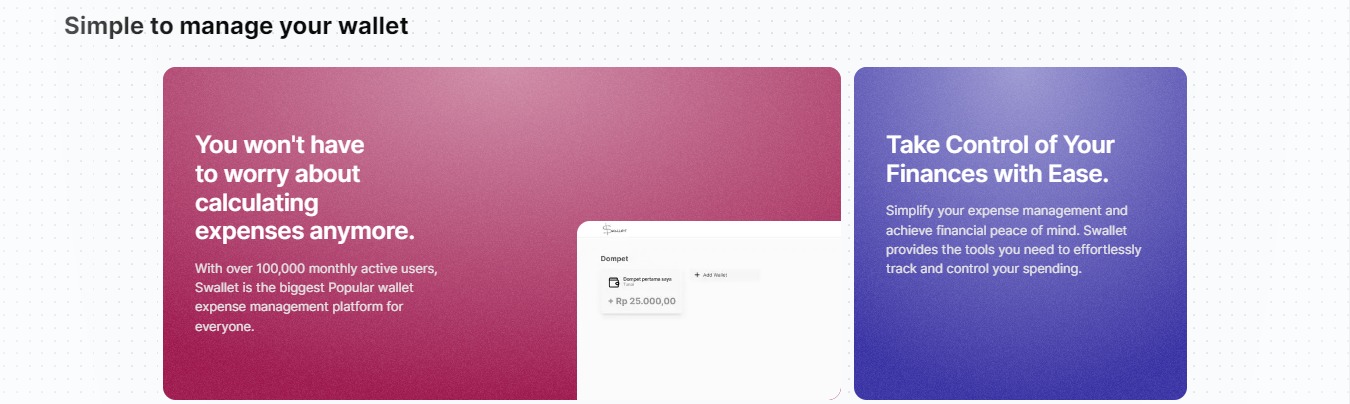 Simple to manage your wallet
You won't have
to worry about
calculating
expenses anymore.
With over 100,000 monthly active users,
Swallet is the biggest Popular wallet
expense management platform for
everyone.
WALLET
Dompet
Dompet pertama saya
Total
+ Rp 25.000,00
+ Add Wallet
Take Control of Your
Finances with Ease.
Simplify your expense management and
achieve financial peace of mind. Swallet
provides the tools you need to effortlessly
track and control your spending.